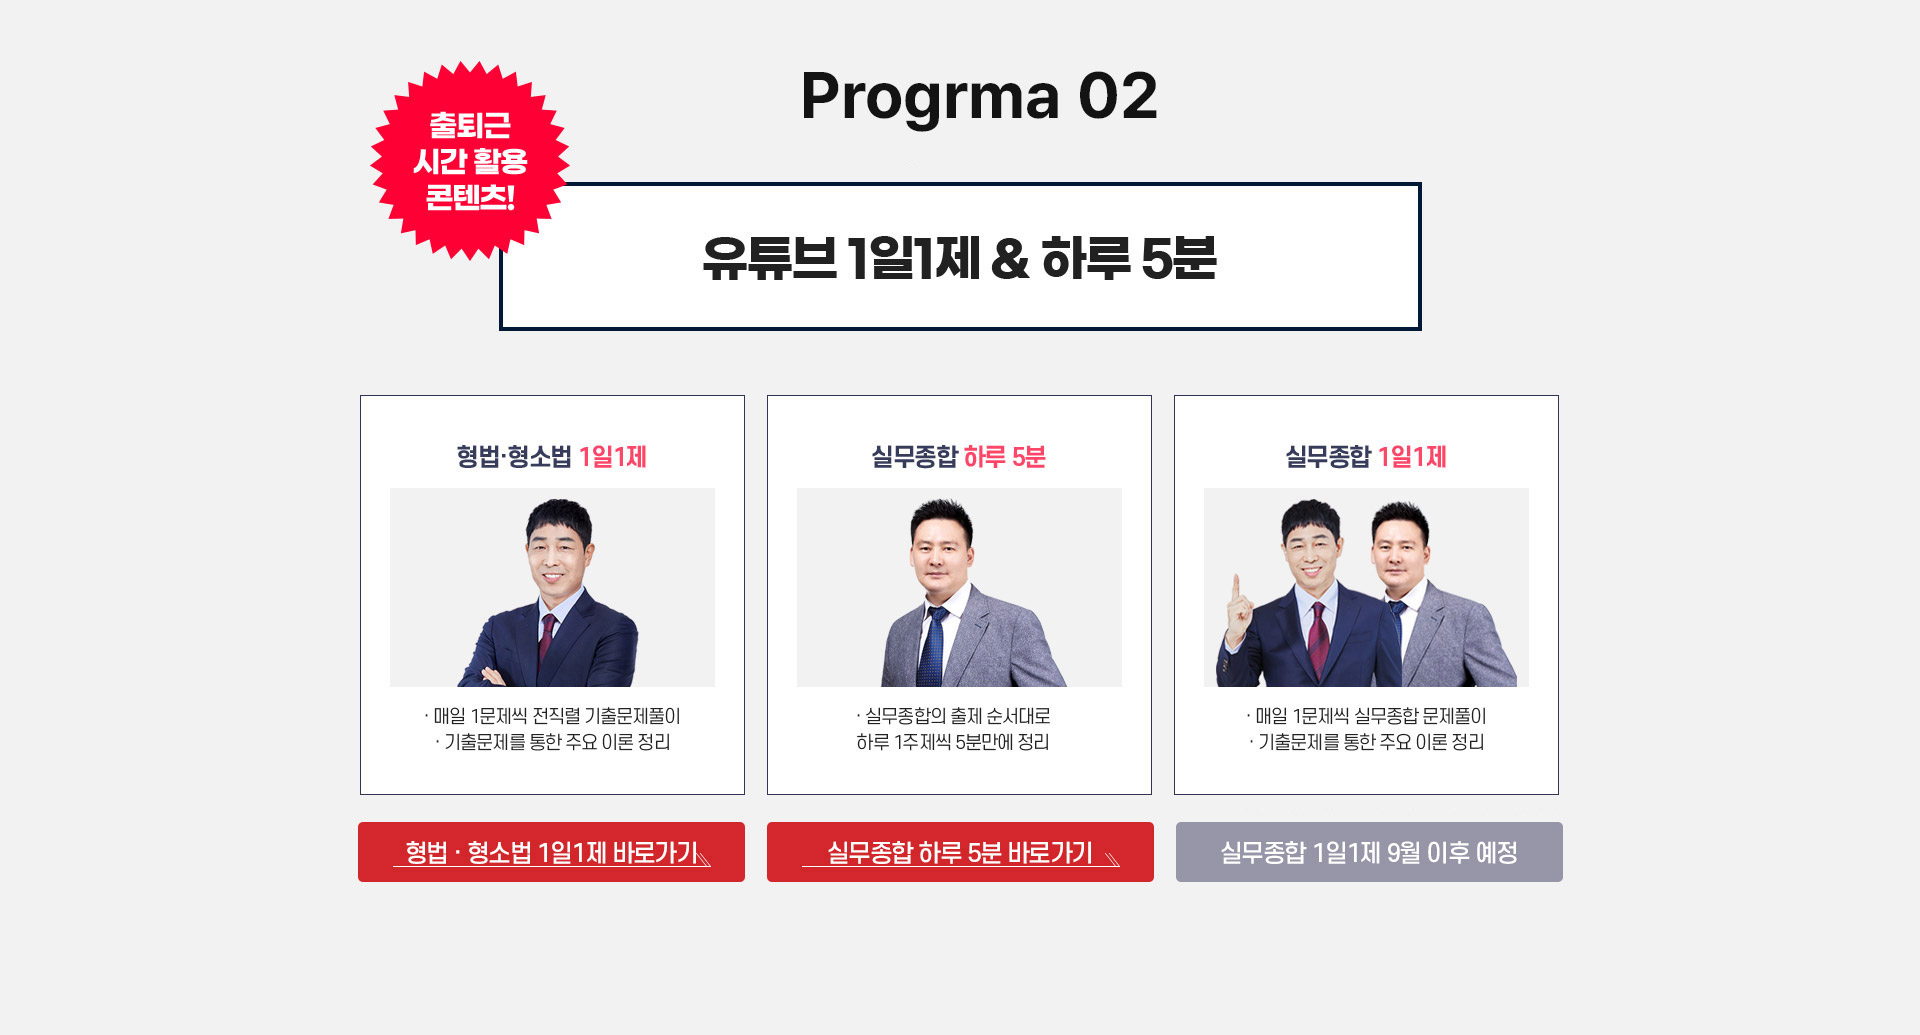 Progrma 02
출퇴근
시간 활용
콘텐츠!
유튜브 1일1제 & 하루 5분
형법·형소법 1일1제
· 매일 1문제씩 전직렬 기출문제풀이
· 기출문제를 통한 주요 이론 정리
형법 · 형소법 1일1제 바로가기
실무종합 하루 5분
· 실무종합의 출제 순서대로
하루 1주제씩 5분만에 정리
실무종합 하루 5분 바로가기
실무종합 1일1제
· 매일 1문제씩 실무종합 문제풀이
· 기출문제를 통한 주요 이론 정리
실무종합 1일1제 9월 이후 예정